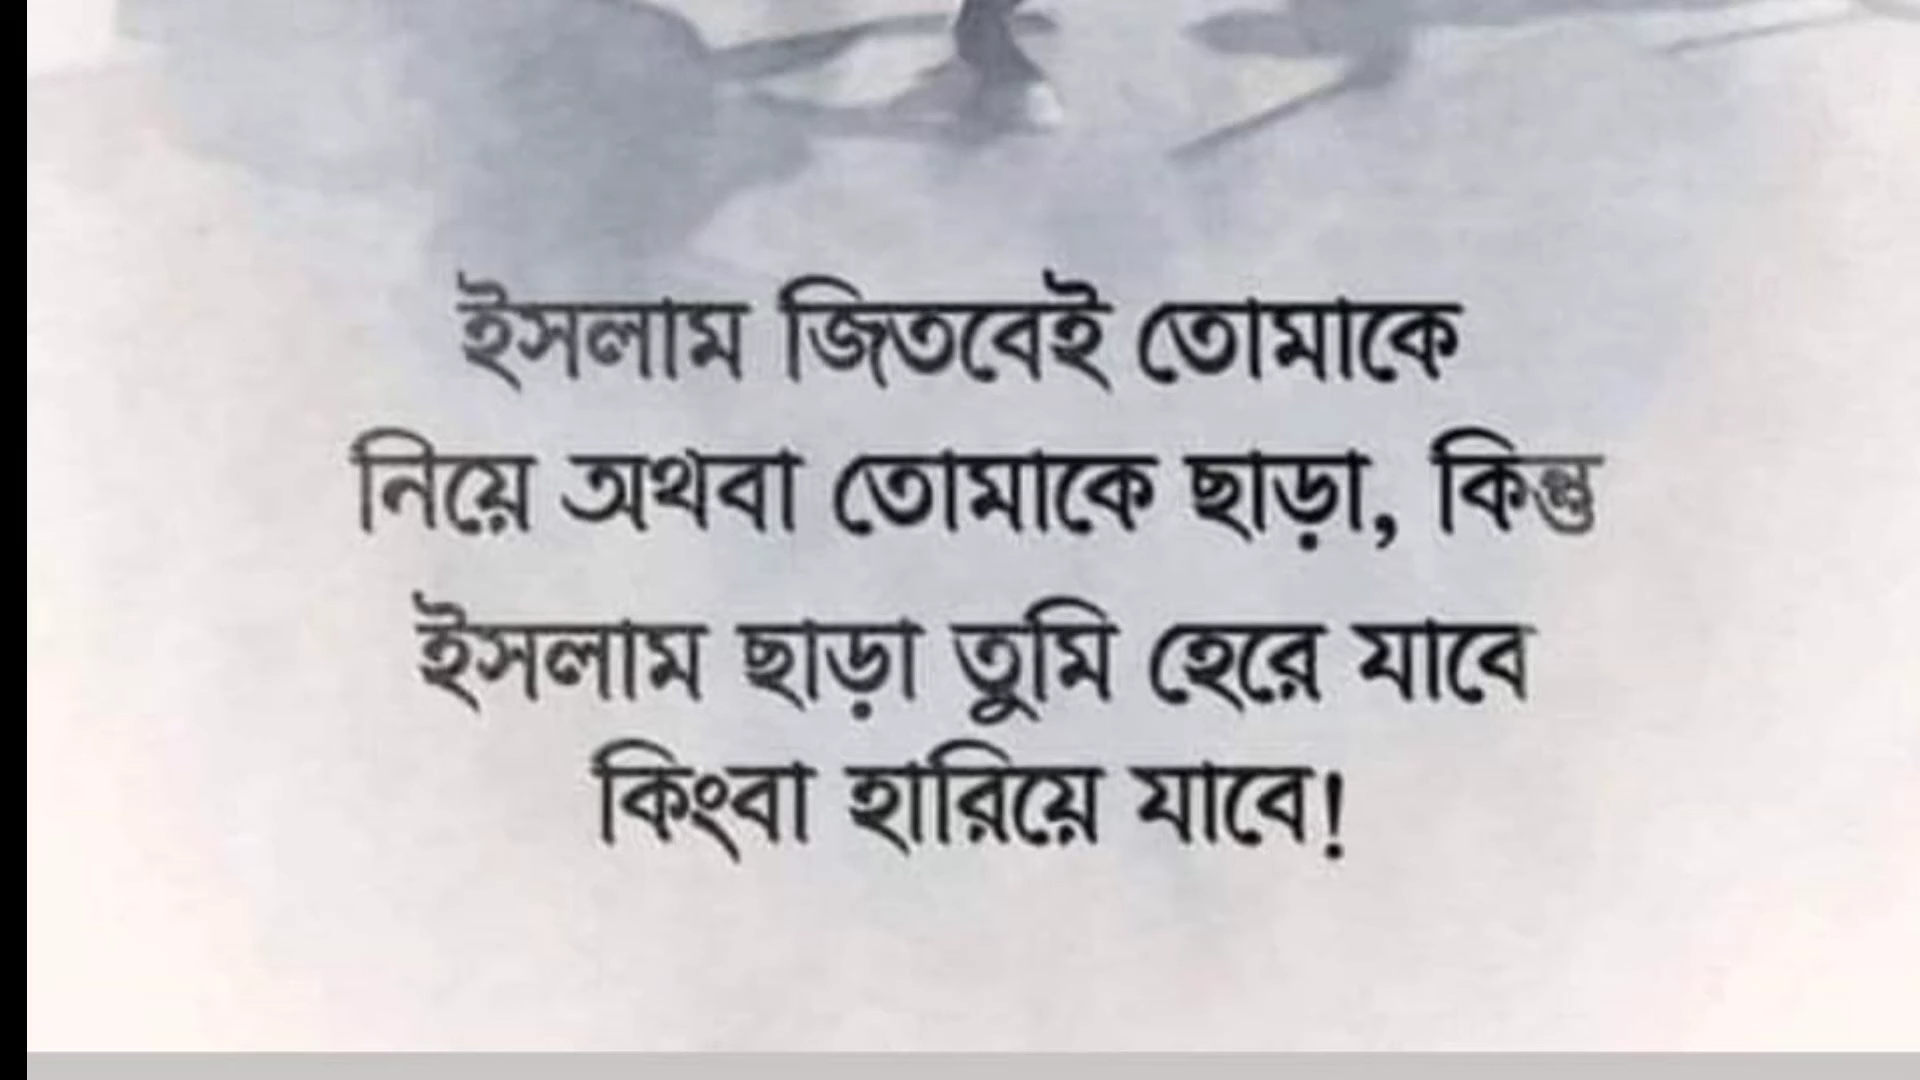 ইসলাম জিতবেই তোমাকে
নিয়ে অথবা তোমাকে ছাড়া, কিন্তু
ইসলাম ছাড়া তুমি হেরে যাবে
কিংবা হারিয়ে যাবে!